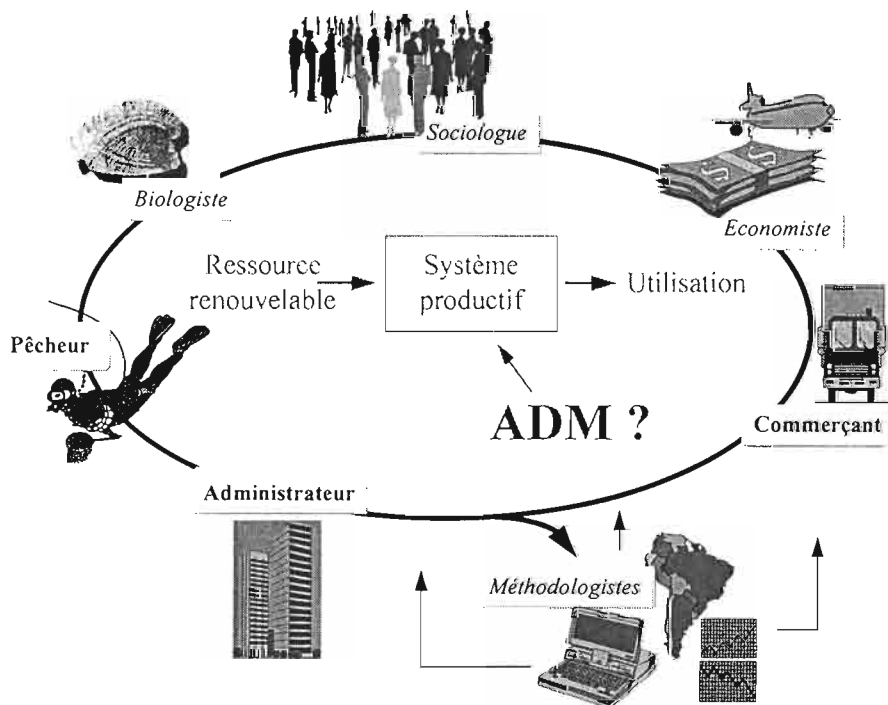 Sociologue
Biologiste
Economiste
Ressource
renouvelable
Système
productif
Utilisation
Pêcheur
ADM ?
Commerçant
Administrateur
Méthodologistes